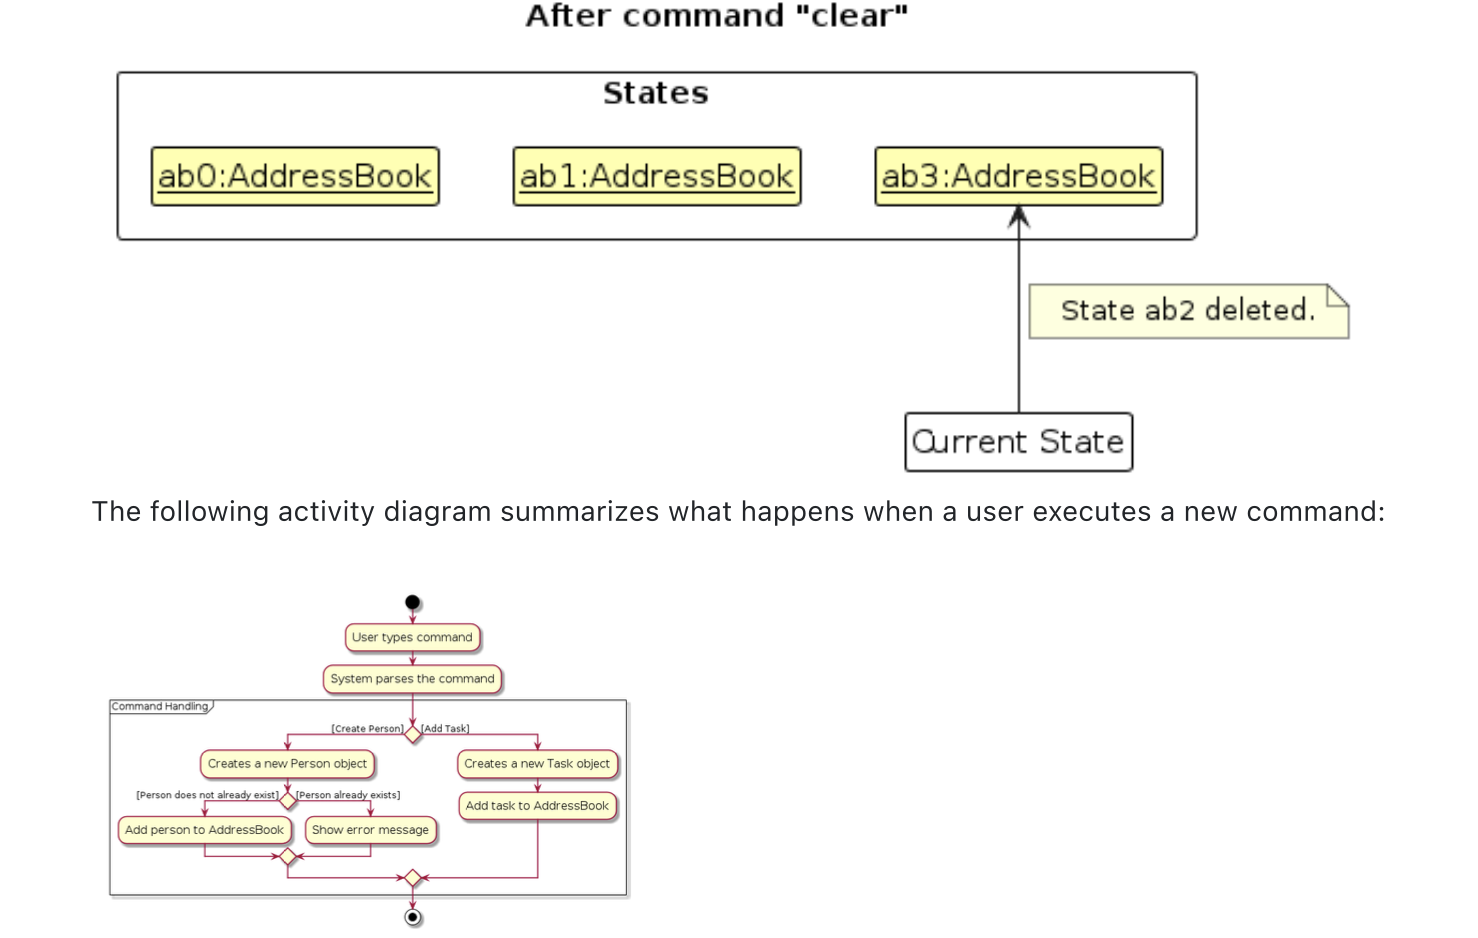 After command "clear"
States
ab0:AddressBook ab1:AddressBook ab3:AddressBook
State ab2 deleted.
Current State
The following activity diagram summarizes what happens when a user executes a new command:
User types command
System parses the command
Command Handling
[Create Person] [Add Task]
Creates a new Person object Creates a new Task object
[Person does not already exist] [Person already exists]
Add task to AddressBook
Add person to AddressBook Show error message